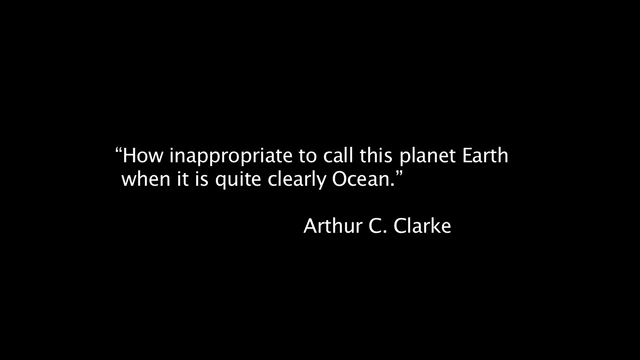 “How inappropriate to call this planet Earth
when it is quite clearly Ocean.”
Arthur C. Clarke